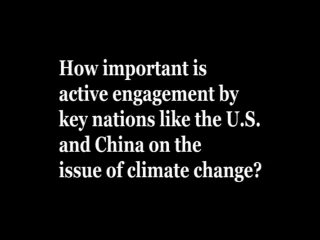 How important is
active engagement by
key nations like the U.S.
and China on the
issue of climate change?